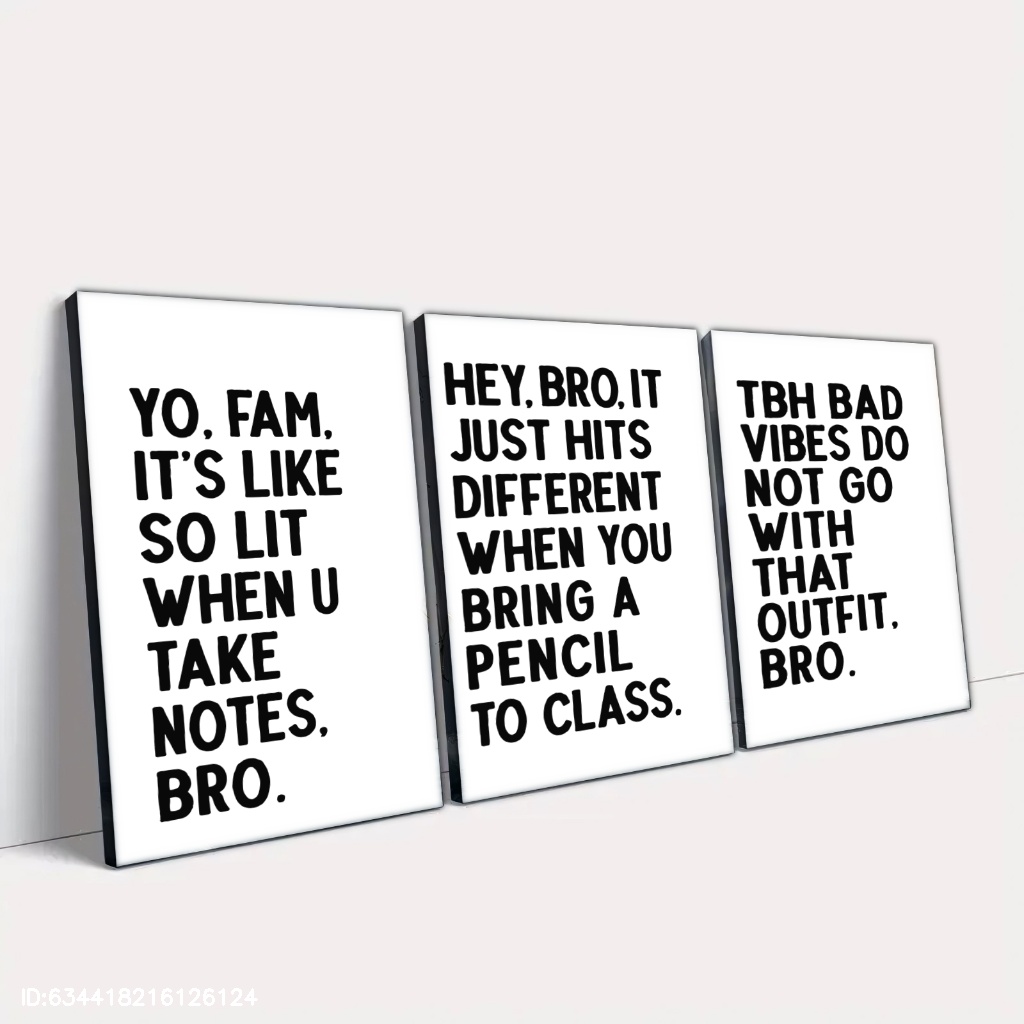 YO, FAM,
IT'S LIKE
SO LIT
WHEN U
TAKE
NOTES,
BRO.
HEY, BRO, IT
JUST HITS
DIFFERENT
WHEN YOU
BRING A
PENCIL
TO CLASS.
TBH BAD
VIBES DO
NOT GO
WITH
THAT
OUTFIT,
BRO.
ID:634418216126124